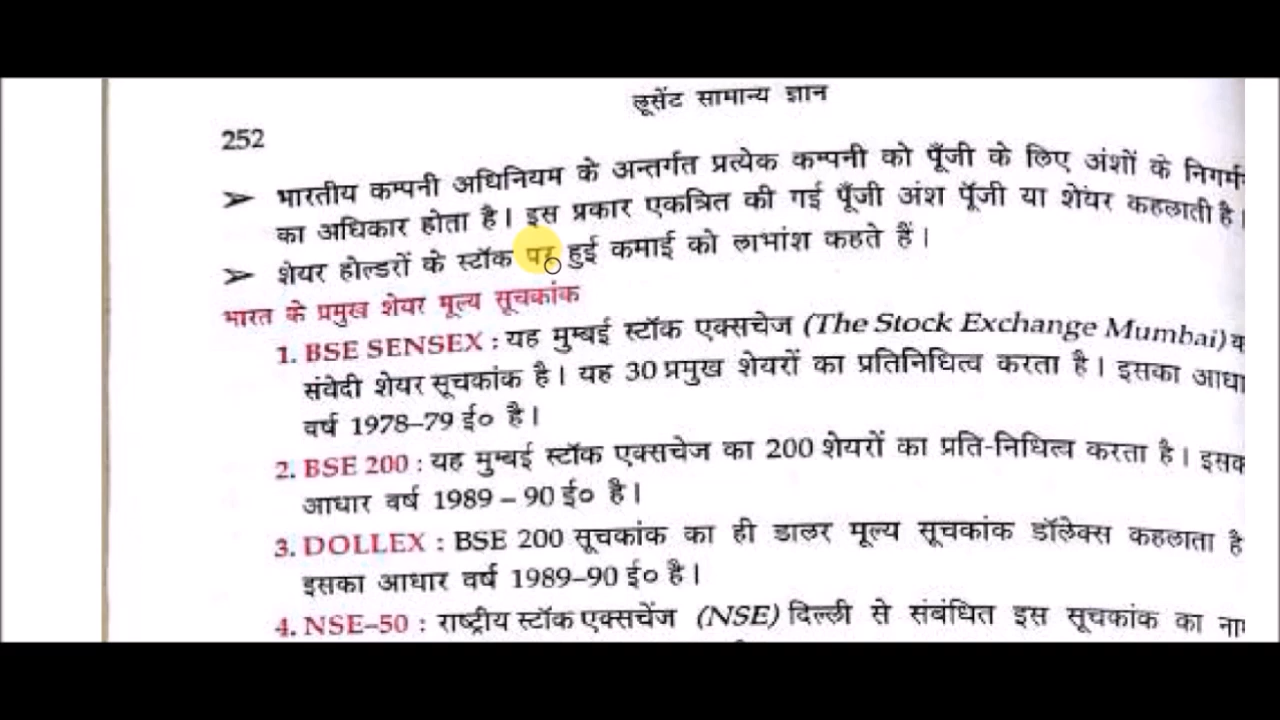 लूसेंट सामान्य ज्ञान
252
➢ भारतीय कम्पनी अधिनियम के अन्तर्गत प्रत्येक कम्पनी को पूँजी के लिए अंशों के
का अधिकार होता है। इस प्रकार एकत्रित की गई पूँजी अंश पूँजी या शेयर कहलाती है।
➢ शेयर होल्डरों के स्टॉक पर हुई कमाई को लाभांश कहते हैं।
भारत के प्रमुख शेयर मूल्य सूचकांक
1. BSE SENSEX : यह मुम्बई स्टॉक एक्सचेज (The Stock Exchange Mumbai)
संवेदी शेयर सूचकांक है। यह 30 प्रमुख शेयरों का प्रतिनिधित्व करता है। इसका
वर्ष 1978–79 ई० है।
2. BSE 200 : यह मुम्बई स्टॉक एक्सचेज का 200 शेयरों का प्रति-निधित्व करता है।
आधार वर्ष 1989 – 90 ई० है।
3. DOLLEX : BSE 200 सूचकांक का ही डालर मूल्य सूचकांक डॉलेक्स कहलाता है
इसका आधार वर्ष 1989–90 ई० है।
4. NSE–50 : राष्ट्रीय स्टॉक एक्सचेंज (NSE) दिल्ली से संबंधित इस सूचकांक का